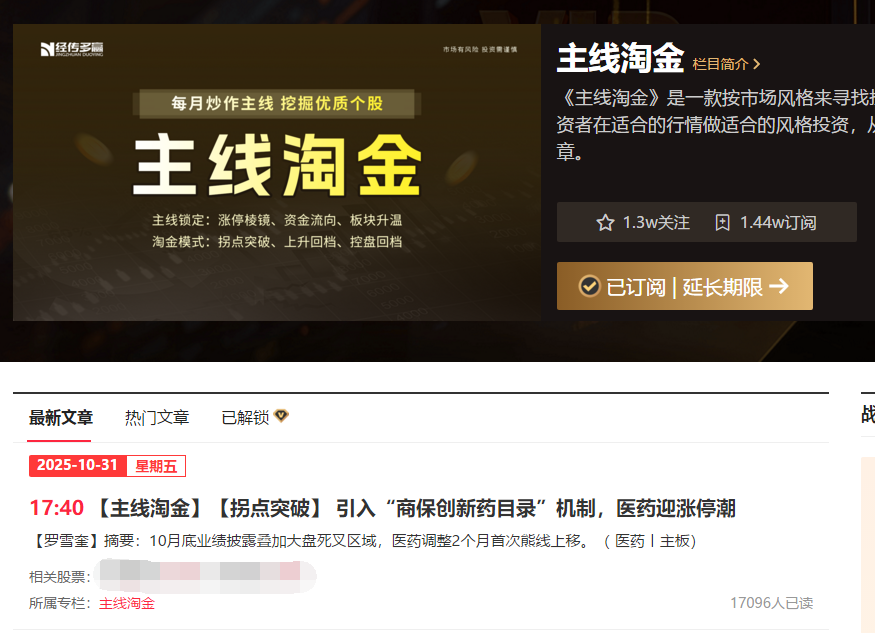 经传多赢
JINGZHUAN DUOYING
市场有风险 投资需谨慎
每月炒作主线 挖掘优质个股
主线淘金
主线锁定：涨停棱镜、资金流向、板块升温
淘金模式：拐点突破、上升回档、控盘回档
主线淘金 栏目简介
《主线淘金》是一款按市场风格来寻找
资者在适合的行情做适合的风格投资，从
章。
1.3w关注 1.44w订阅
已订阅 | 延长期限
最新文章 热门文章 已解锁
战
2025-10-31 星期五
17:40 【主线淘金】【拐点突破】 引入“商保创新药目录”机制，医药迎涨停潮
【罗雪奎】摘要：10月底业绩披露叠加大盘死叉区域，医药调整2个月首次熊线上移。（ 医药丨主板）
相关股票：
所属专栏：主线淘金
17096人已读